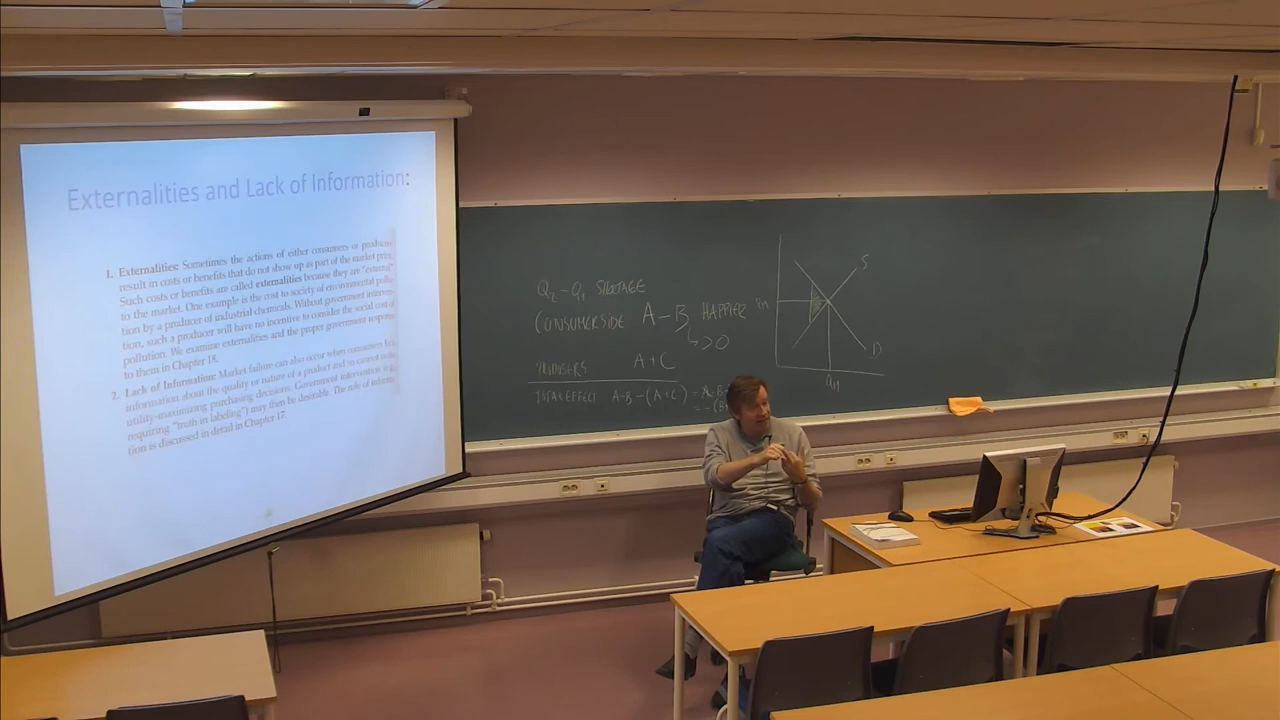 Externalities and Lack of Information:
1. Externalities: Sometimes the actions of either consumers or producers
result in costs or benefits that do not show up as part of the market price.
Such costs or benefits are called externalities because they are "external"
to the market. One example is the cost to society of environmental pollu-
tion by a producer of industrial chemicals. Without government interven-
tion, such a producer will have no incentive to consider the social cost of
pollution. We examine externalities and the proper government response
to them in Chapter 18.
2. Lack of Information: Market failure can also occur when consumers lack
information about the quality or nature of a product and so cannot make
utility-maximizing purchasing decisions. Government intervention (e.g.,
requiring "truth in labeling") may then be desirable. The role of informa-
tion is discussed in detail in Chapter 17.
Q2 - Q1 SHORTAGE
CONSUMER SIDE A-B HAPPIER
>0
A+C
TOTAL EFFECT A-B-(A+C) = A-B-
= -(B+
S
D